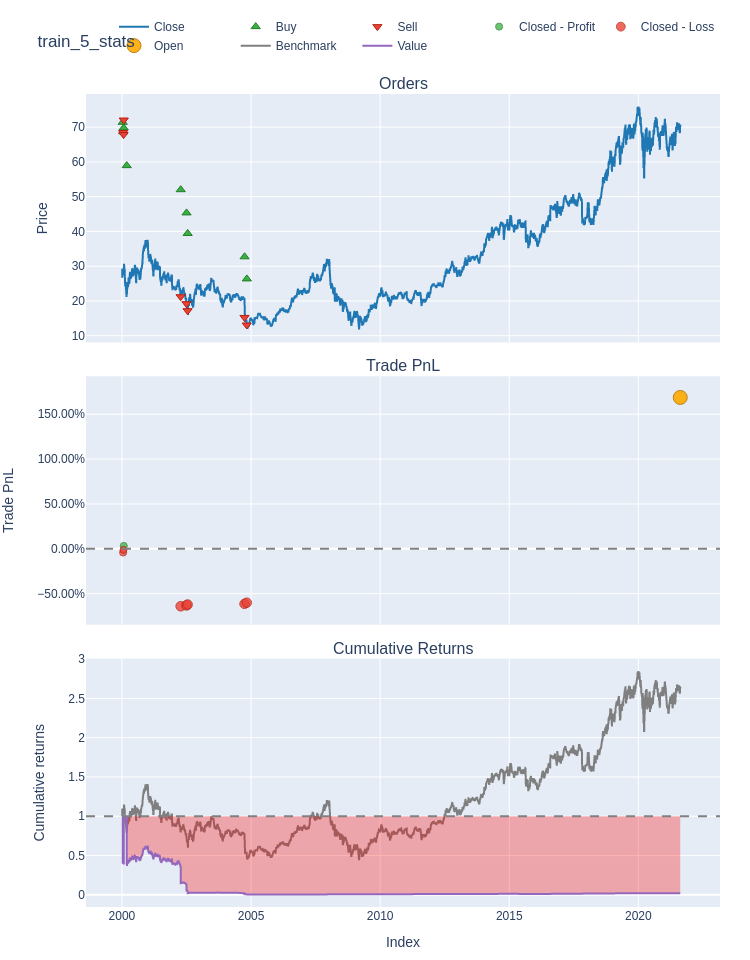 Close
Buy
Sell
Closed - Profit
Closed - Loss
train_5_stats
Open
Benchmark
Value
Orders
70
60
50
40
30
20
10
Price
Trade PnL
150.00%
100.00%
50.00%
0.00%
−50.00%
Trade PnL
Cumulative Returns
3
2.5
2
1.5
1
0.5
0
Cumulative returns
2000
2005
2010
2015
2020
Index